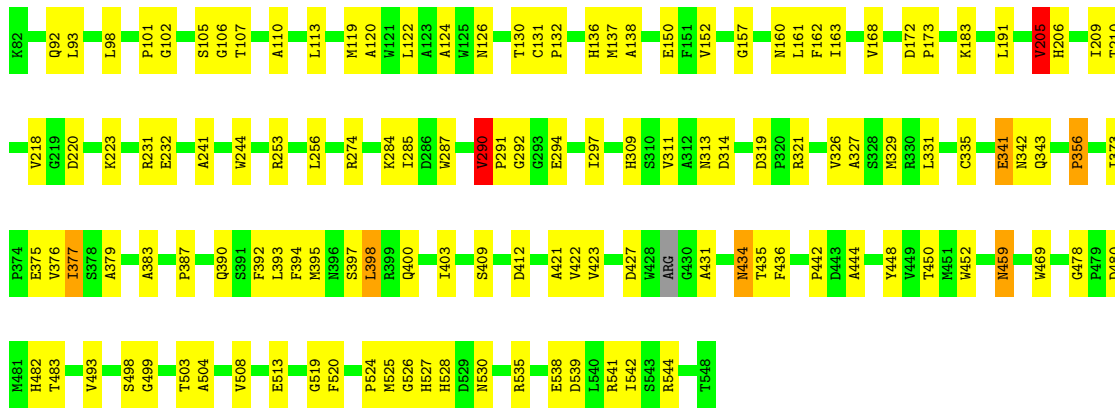 K82 Q92 L93 L98 P101 G102 S105 G106 T107 A110 L113 M119 A120 W121 L122 A123 A124 W125 N126 T130 C131 P132 H136 M137 A138 E150 F151 V152 G157 N160 L161 F162 I163 V168 D172 P173 K183 L191 V205 H206 I209
V218 G219 D220 K223 R231 E232 A241 W244 R253 L256 R274 K284 I285 D286 W287 V290 P291 G292 G293 E294 I297 H309 S310 V311 A312 N313 D314 D319 P320 R321 V326 A327 S328 M329 R330 L331 C335 E341 N342 Q343 P356
P374 E375 V376 I377 S378 A379 A383 P387 Q390 S391 F392 L393 F394 M395 N396 S397 L398 R399 Q400 I403 S409 D412 A421 V422 V423 D427 W428 ARG G430 A431 N434 T435 F436 P442 D443 A444 Y448 V449 T450 M451 W452 N459 W469 G478 P479
M481 H482 T483 V493 S498 G499 T503 A504 V508 E513 G519 F520 P524 M525 G526 H527 H528 D529 N530 R535 E538 D539 L540 R541 I542 S543 R544 T548